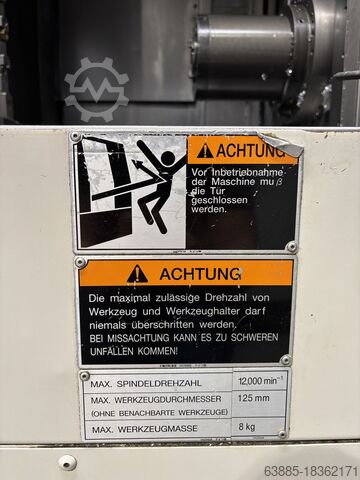 ACHTUNG
Vor Inbetriebnahme
der Maschine muß
die Tur
geschlossen
werden.
ACHTUNG
Die maximal zulässige Drehzahl von
Werkzeug und Werkzeughalter darf
niemals überschritten werden.
BEI MISSACHTUNG KANN ES ZU SCHWEREN
UNFÄLLEN KOMMEN!
MAX. SPINDELDREHZAHL 12,000 min⁻¹
MAX. WERKZEUGDURCHMESSER 125 mm
(OHNE BENACHBARTE WERKZEUGE)
MAX. WERKZEUGMASSE 8 kg
63885-18362171